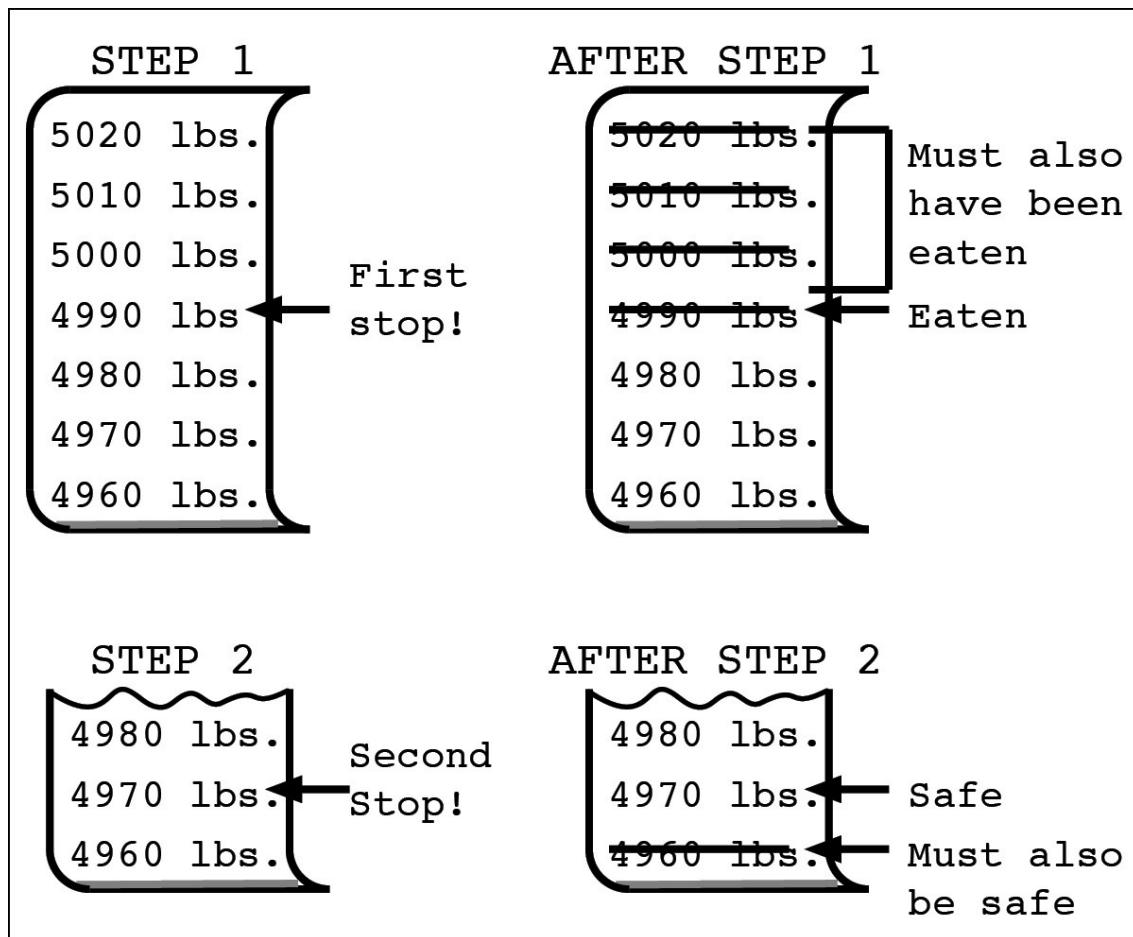 STEP 1
5020 lbs.
5010 lbs.
5000 lbs.
4990 lbs
4980 lbs.
4970 lbs.
4960 lbs.
First
stop!
AFTER STEP 1
5020 lbs.
5010 lbs.
5000 lbs.
4990 lbs
4980 lbs.
4970 lbs.
4960 lbs.
Must also
have been
eaten
Eaten
STEP 2
4980 lbs.
4970 lbs.
4960 lbs.
Second
Stop!
AFTER STEP 2
4980 lbs.
4970 lbs.
4960 lbs.
Safe
Must also
be safe